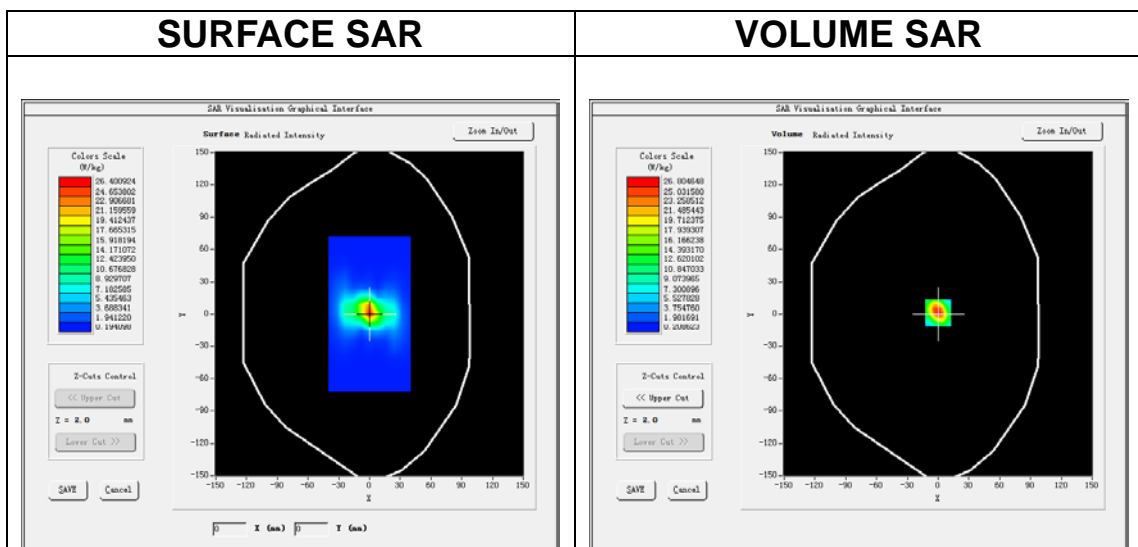 SURFACE SAR
VOLUME SAR
SAR Visualisation Graphical Interface
Surface Radiated Intensity
Zoom In/Out
Colors Scale
(W/kg)
26.400924
24.653802
22.906681
21.159559
19.412437
17.665315
15.918194
14.171072
12.423950
10.676828
8.929707
7.182585
5.435463
3.688341
1.941220
0.194098
150
120
90
60
30
0
-30
-60
-90
-120
-150
Y
-150 -120 -90 -60 -30 0 30 60 90 120 150
X
Z-Cuts Control
<< Upper Cut
Z = 2.0 mm
Lower Cut >>
SAVE Cancel
0 X (mm) 0 Y (mm)
SAR Visualisation Graphical Interface
Volume Radiated Intensity
Zoom In/Out
Colors Scale
(W/kg)
26.804648
25.031580
23.258512
21.485443
19.712375
17.939307
16.166238
14.393170
12.620102
10.847033
9.073965
7.300896
5.527828
3.754760
1.981691
0.208623
150
120
90
60
30
0
-30
-60
-90
-120
-150
Y
-150 -120 -90 -60 -30 0 30 60 90 120 150
X
Z-Cuts Control
<< Upper Cut
Z = 2.0 mm
Lower Cut >>
SAVE Cancel